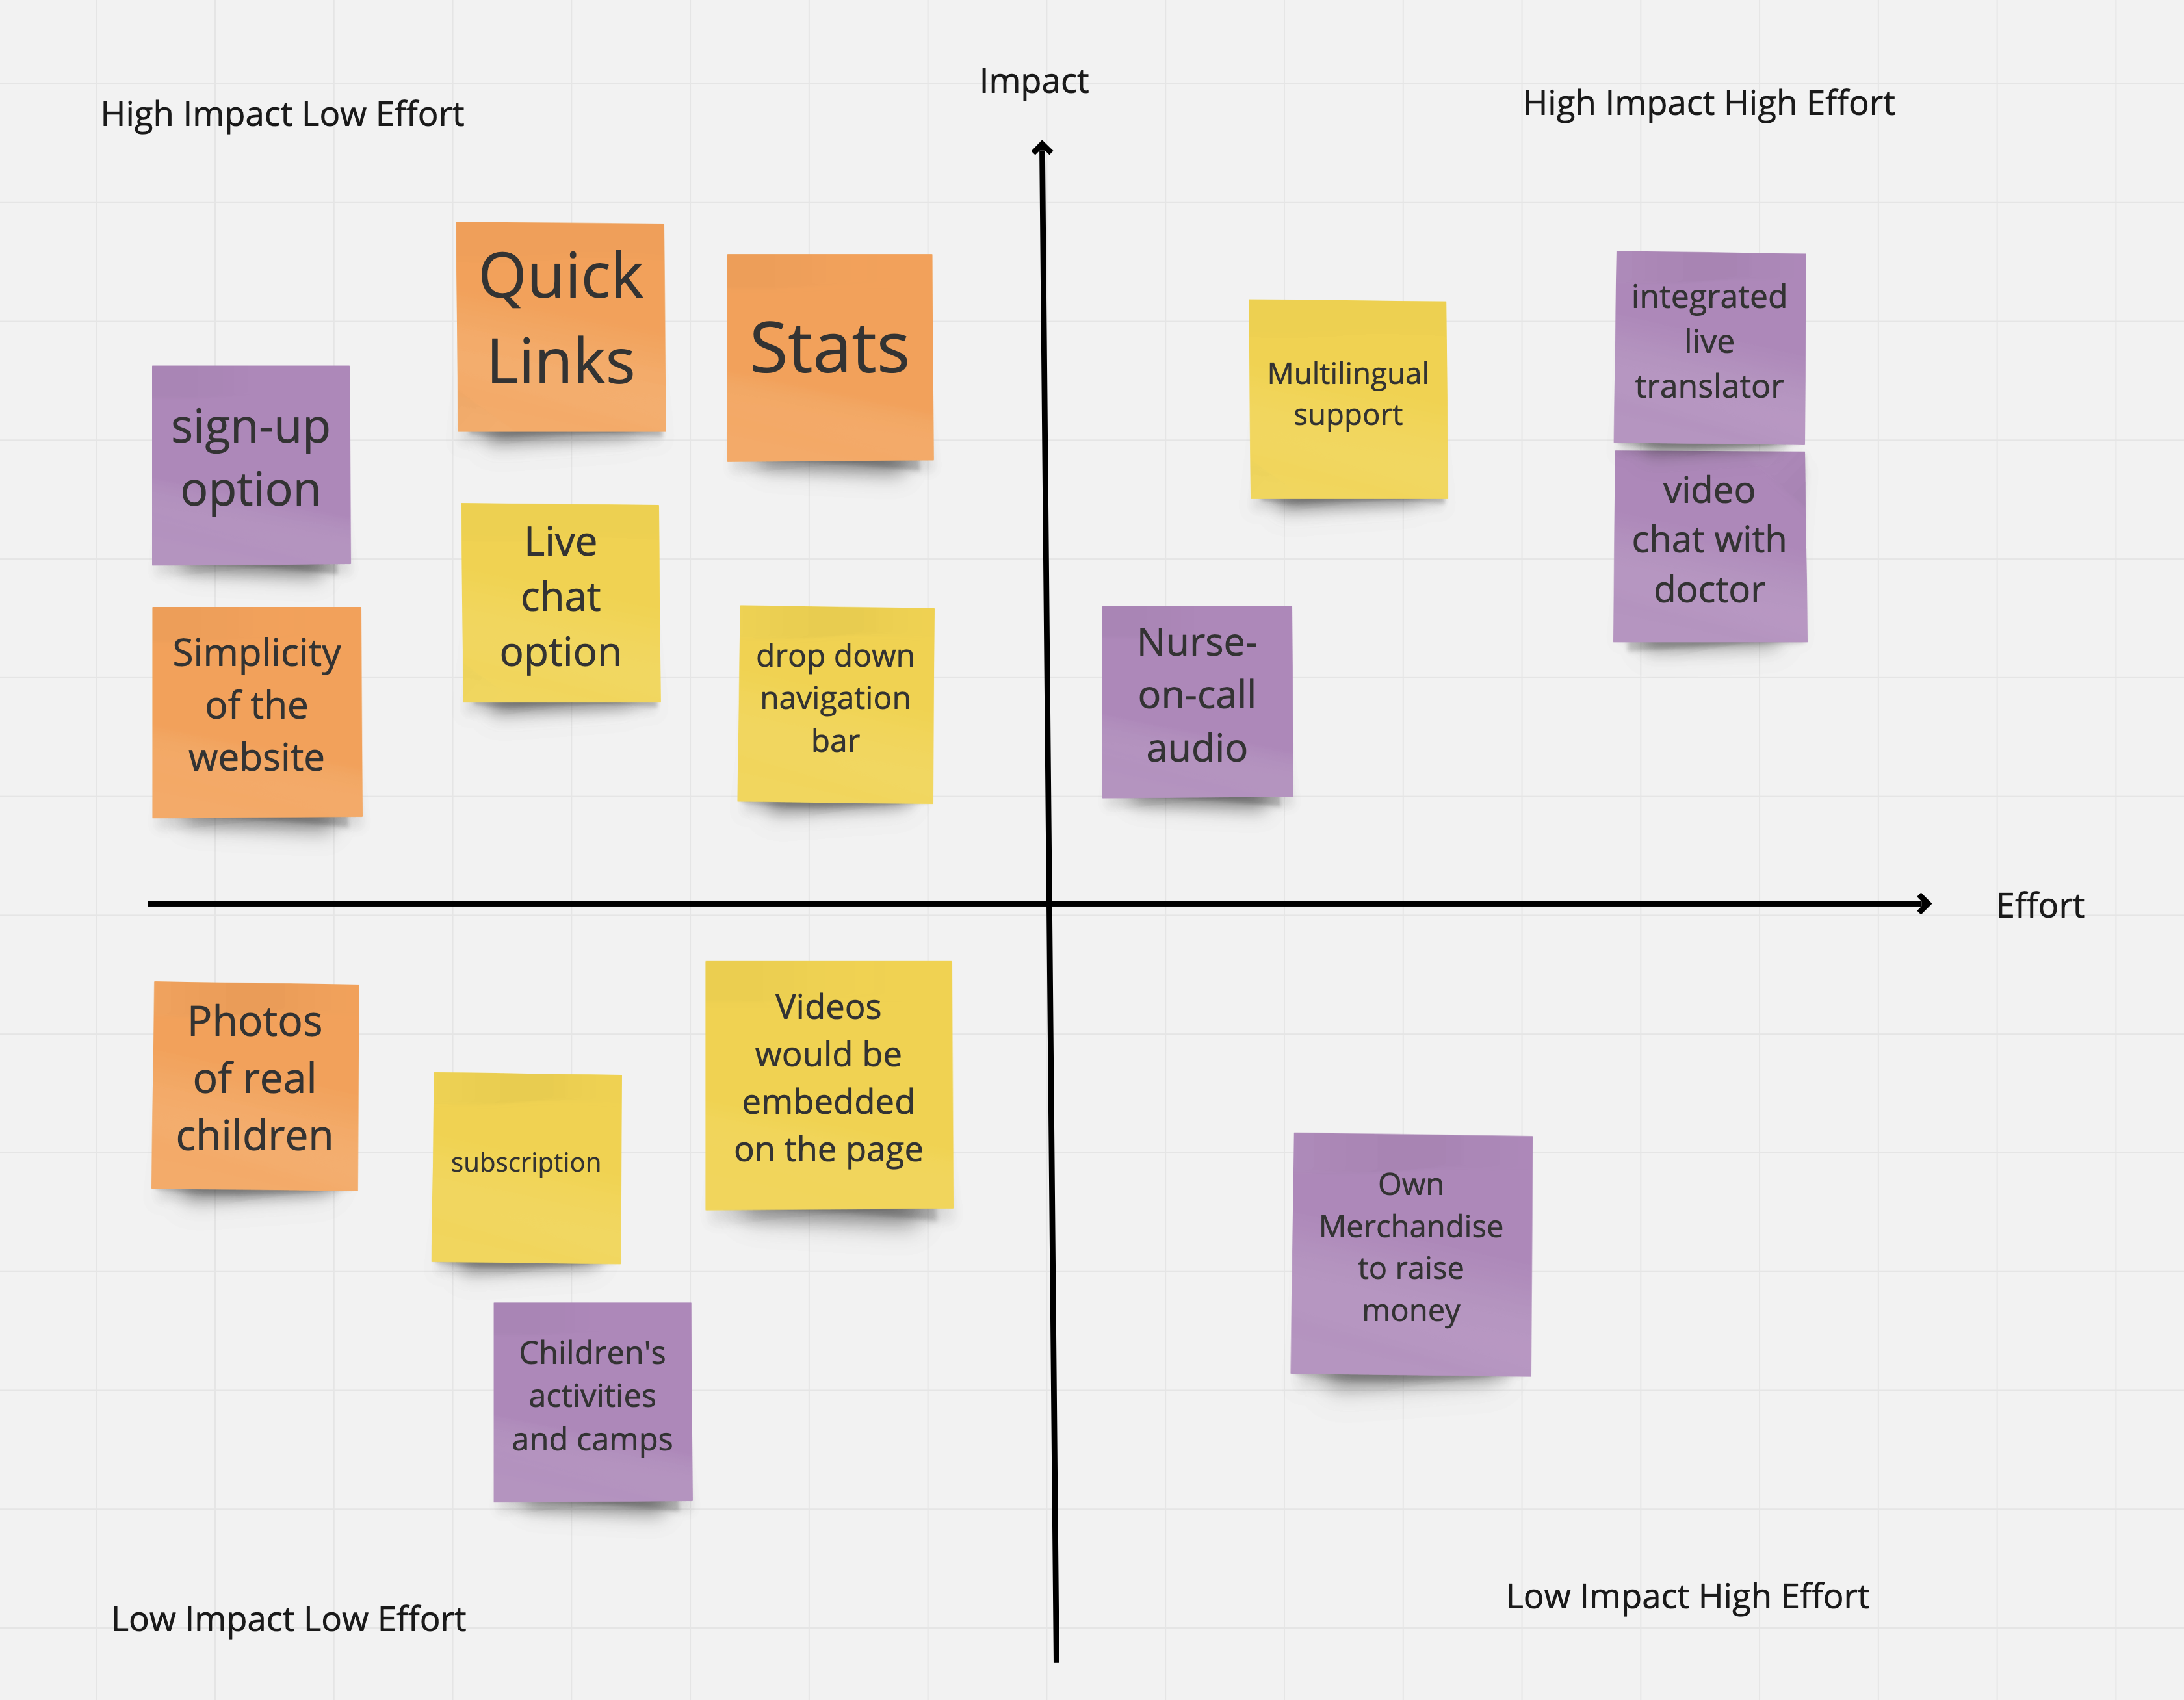 Impact
High Impact Low Effort
High Impact High Effort
Quick
Links
Stats
sign-up
option
Live
chat
option
Simplicity
of the
website
drop down
navigation
bar
Multilingual
support
integrated
live
translator
video
chat with
doctor
Nurse-
on-call
audio
Effort
Photos
of real
children
subscription
Videos
would be
embedded
on the page
Children's
activities
and camps
Own
Merchandise
to raise
money
Low Impact Low Effort
Low Impact High Effort